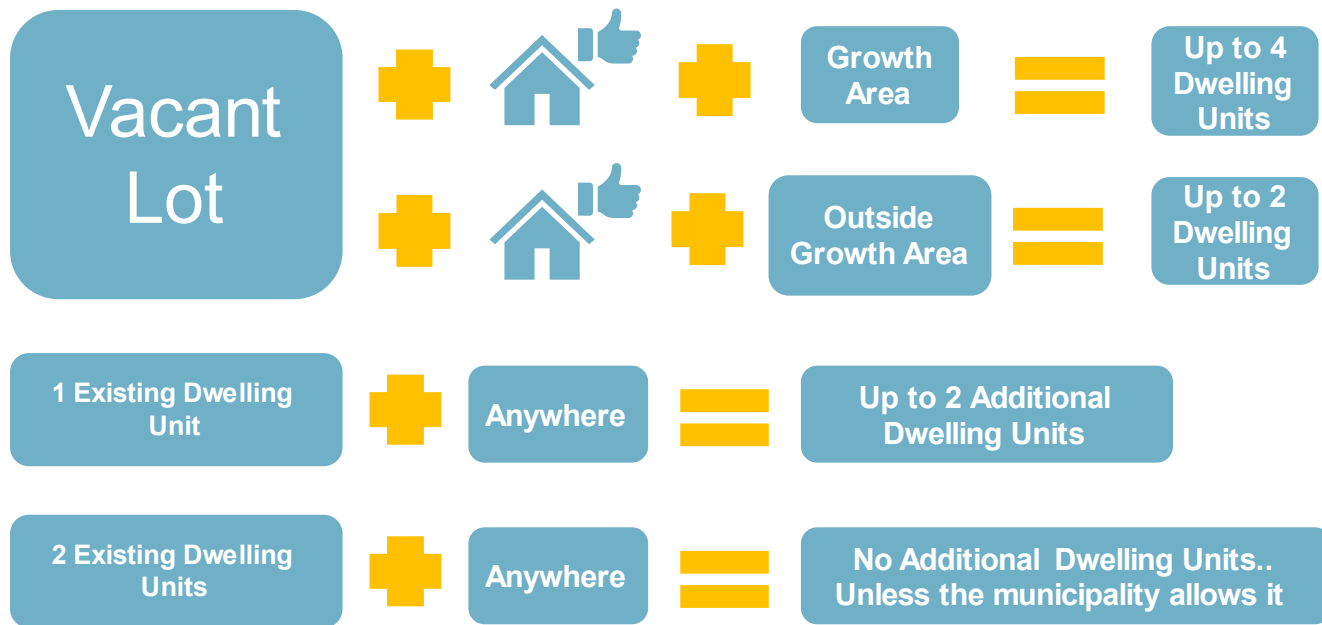 Vacant
Lot
Growth
Area
Up to 4
Dwelling
Units
Outside
Growth Area
Up to 2
Dwelling
Units
1 Existing Dwelling
Unit
Anywhere
Up to 2 Additional
Dwelling Units
2 Existing Dwelling
Units
Anywhere
No Additional Dwelling Units..
Unless the municipality allows it